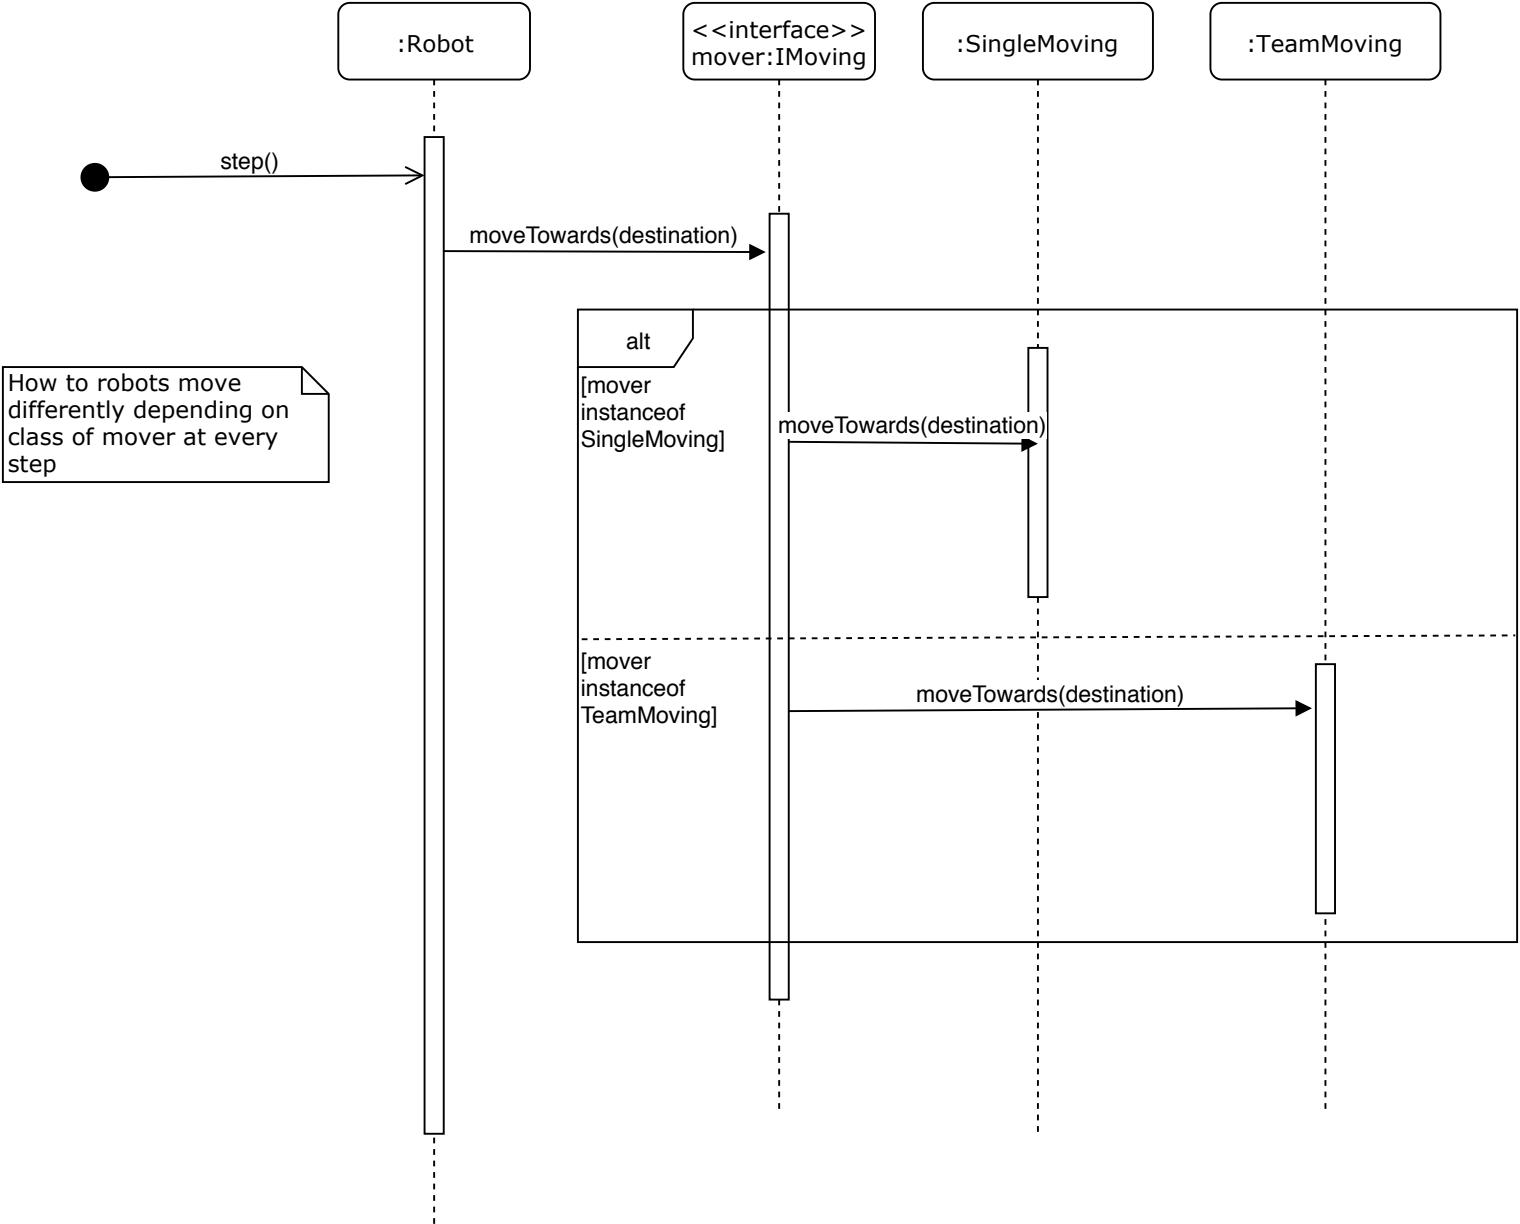 :Robot
<<interface>>
mover:IMoving
:SingleMoving
:TeamMoving
step()
moveTowards(destination)
alt
How to robots move
differently depending on
class of mover at every
step
[mover
instanceof
SingleMoving]
moveTowards(destination)
[mover
instanceof
TeamMoving]
moveTowards(destination)